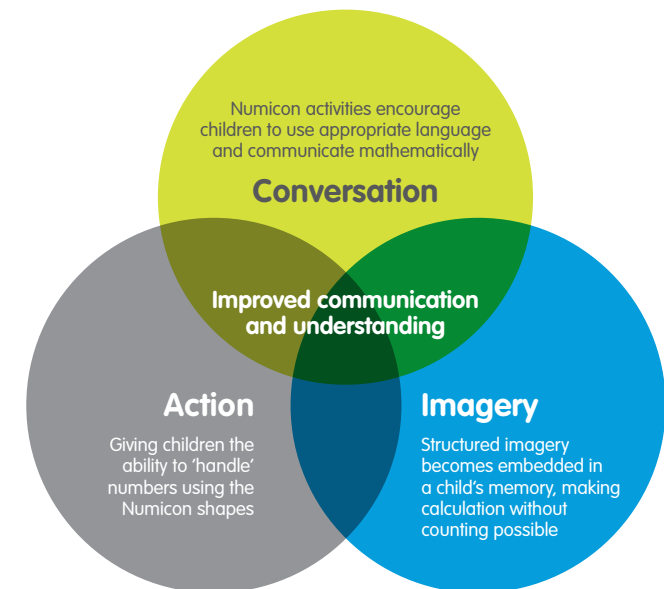 Numicon activities encourage
children to use appropriate language
and communicate mathematically
Conversation
Improved communication
and understanding
Action
Giving children the
ability to ‘handle’
numbers using the
Numicon shapes
Imagery
Structured imagery
becomes embedded in
a child’s memory, making
calculation without
counting possible